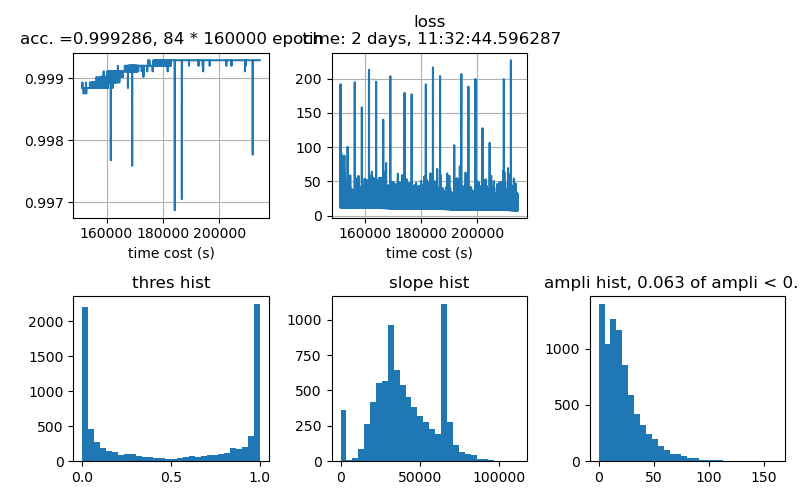 loss
acc. =0.999286, 84 * 160000 epoch
time: 2 days, 11:32:44.596287
0.999
0.998
0.997
160000 180000 200000
time cost (s)
200
150
100
50
0
160000 180000 200000
time cost (s)
thres hist
2000
1500
1000
500
0
0.0 0.5 1.0
slope hist
1000
750
500
250
0
0 50000 100000
ampli hist, 0.063 of ampli < 0.
1000
500
0
0 50 100 150